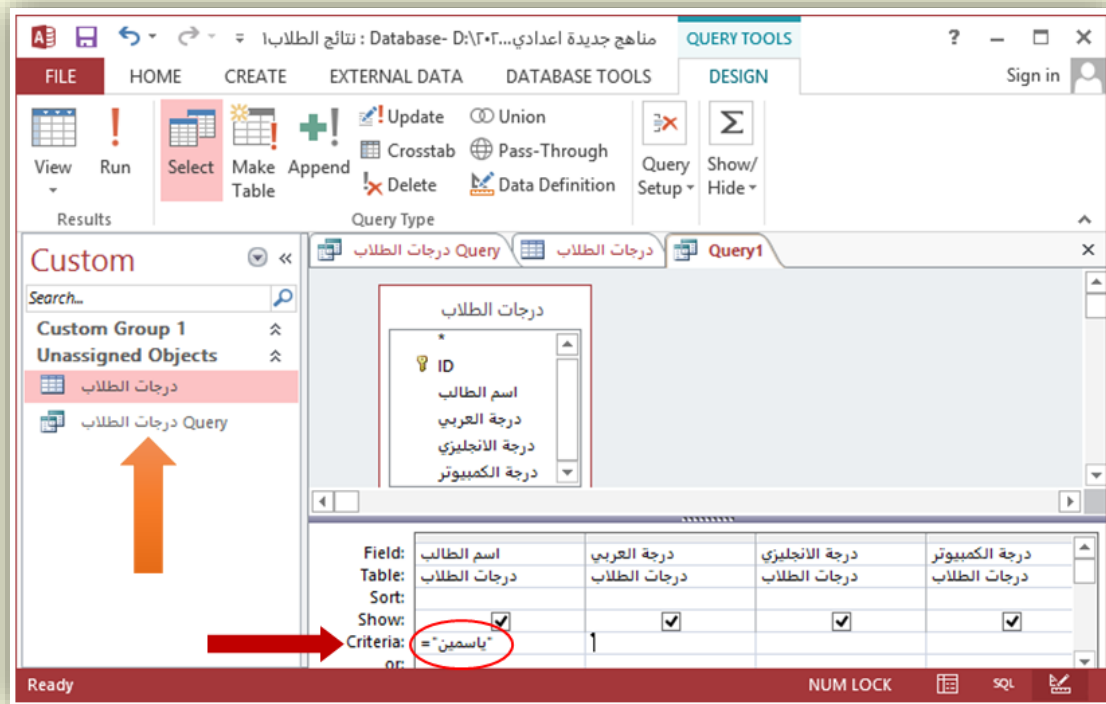 نتائج الطلاب١ : Database- D:\٢٠٢...مناهج جديدة اعدادي
QUERY TOOLS
?
FILE HOME CREATE EXTERNAL DATA DATABASE TOOLS DESIGN Sign in
View
Run
Select
Make Table
Append
Update
Crosstab
Delete
Union
Pass-Through
Data Definition
Query Setup
Show/ Hide
Results
Query Type
Custom
Search...
Custom Group 1
Unassigned Objects
درجات الطلاب
درجات الطلاب Query
درجات الطلاب Query
درجات الطلاب
Query1
درجات الطلاب
*
ID
اسم الطالب
درجة العربي
درجة الانجليزي
درجة الكمبيوتر
Field: اسم الطالب درجة العربي درجة الانجليزي درجة الكمبيوتر
Table: درجات الطلاب درجات الطلاب درجات الطلاب درجات الطلاب
Sort:
Show:
Criteria: ="ياسمين"
or:
Ready
NUM LOCK
SQL